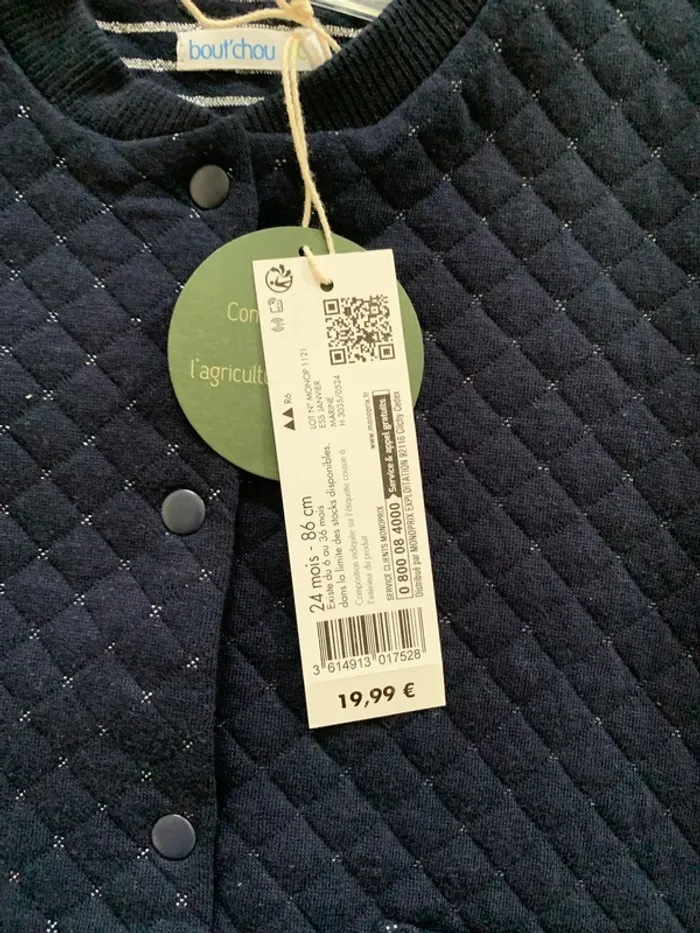 bout'chou
Con
l'agricultu
R6
LOT N° MONOP 1121
ESS JANVIER
MARINE
H 3035/0524
24 mois - 86 cm
Existe du 6 au 36 mois
dans la limite des stocks disponibles.
Composition indiquée sur l'étiquette cousue à
l'intérieur du produit
www.monoprix.fr
SERVICE CLIENTS MONOPRIX
0 800 08 4000 Service & appel gratuits
Distribué par MONOPRIX EXPLOITATION 92116 Clichy Cedex
3 614913 017528
19,99 €